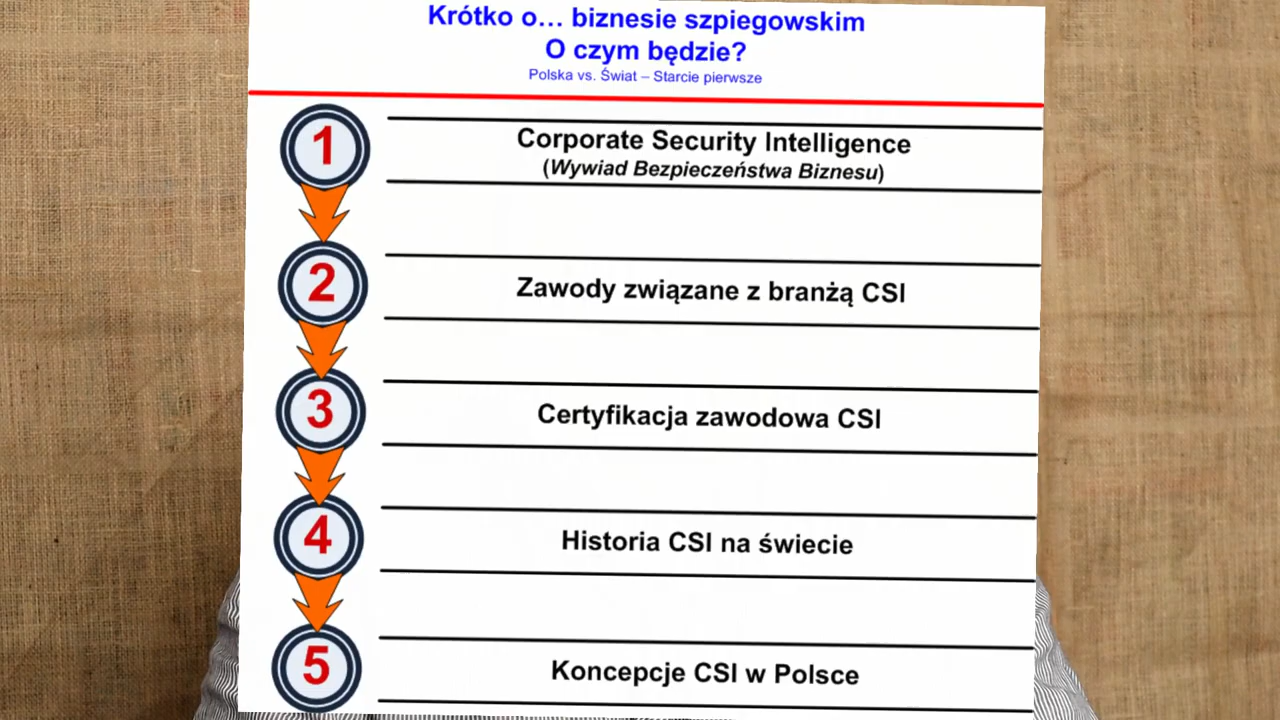 Krótko o… biznesie szpiegowskim
O czym będzie?
Polska vs. Świat – Starcie pierwsze
1
Corporate Security Intelligence
(Wywiad Bezpieczeństwa Biznesu)
2
Zawody związane z branżą CSI
3
Certyfikacja zawodowa CSI
4
Historia CSI na świecie
5
Koncepcje CSI w Polsce